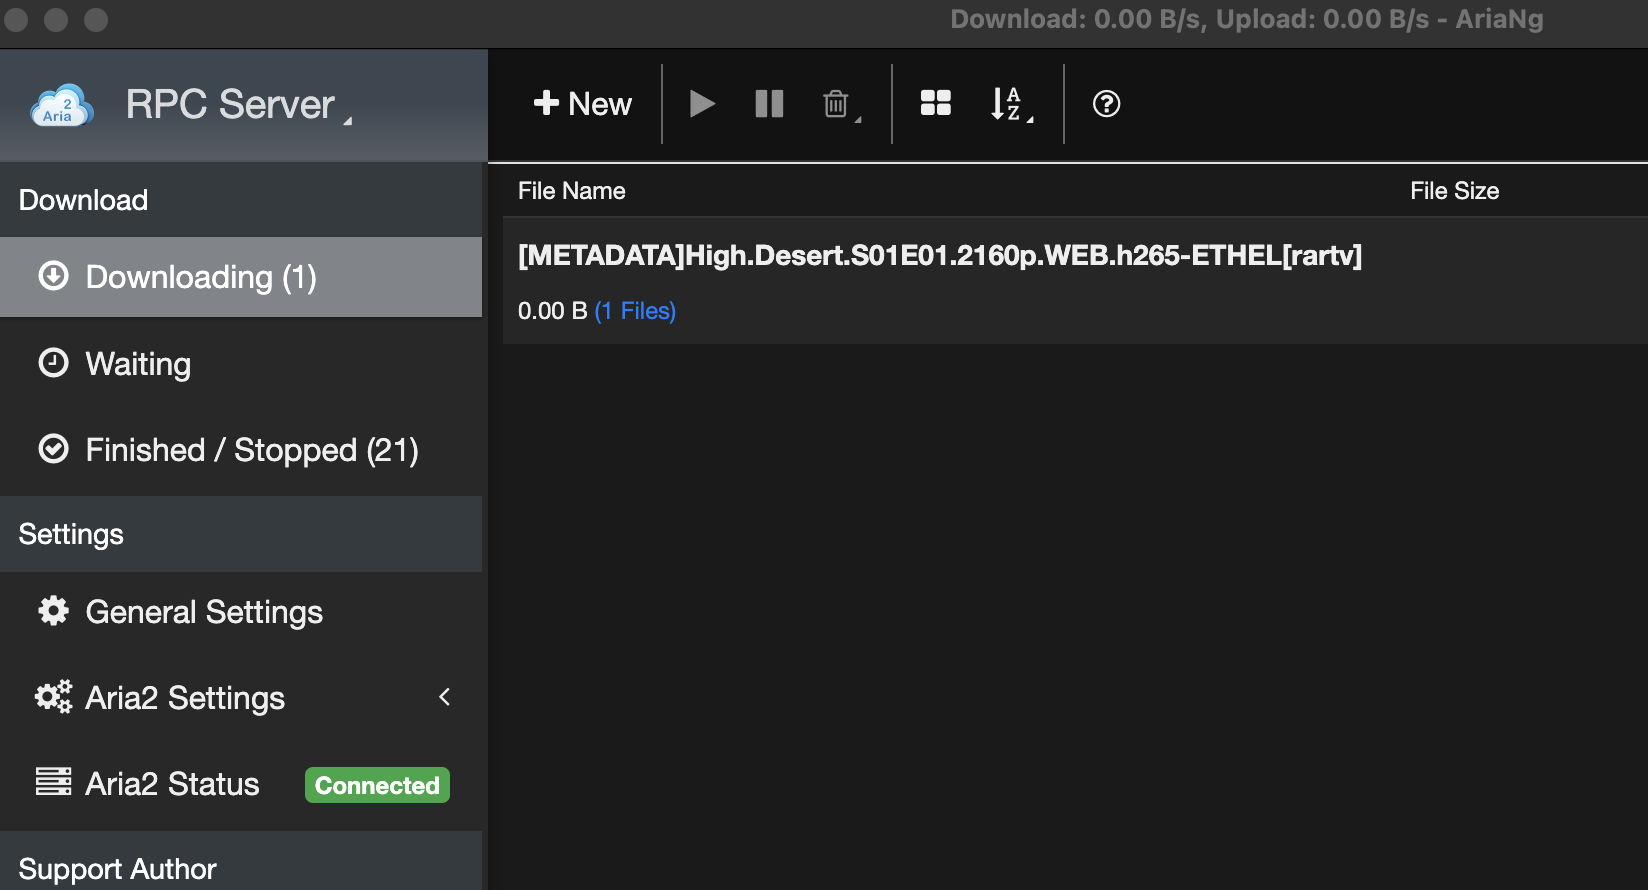 Download: 0.00 B/s, Upload: 0.00 B/s - AriaNg
2
Aria
RPC Server
New
A
Z
Download
Downloading (1)
Waiting
Finished / Stopped (21)
Settings
General Settings
Aria2 Settings
Aria2 Status
Connected
Support Author
File Name
File Size
[METADATA]High.Desert.S01E01.2160p.WEB.h265-ETHEL[rartv]
0.00 B (1 Files)